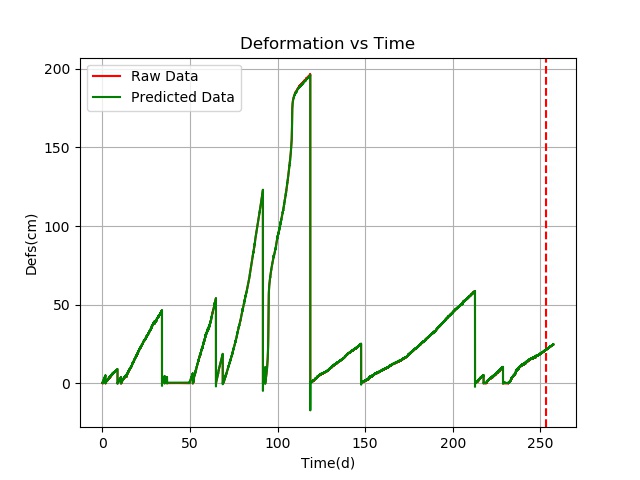 Deformation vs Time
Raw Data
Predicted Data
Defs(cm)
200
150
100
50
0
0 50 100 150 200 250
Time(d)